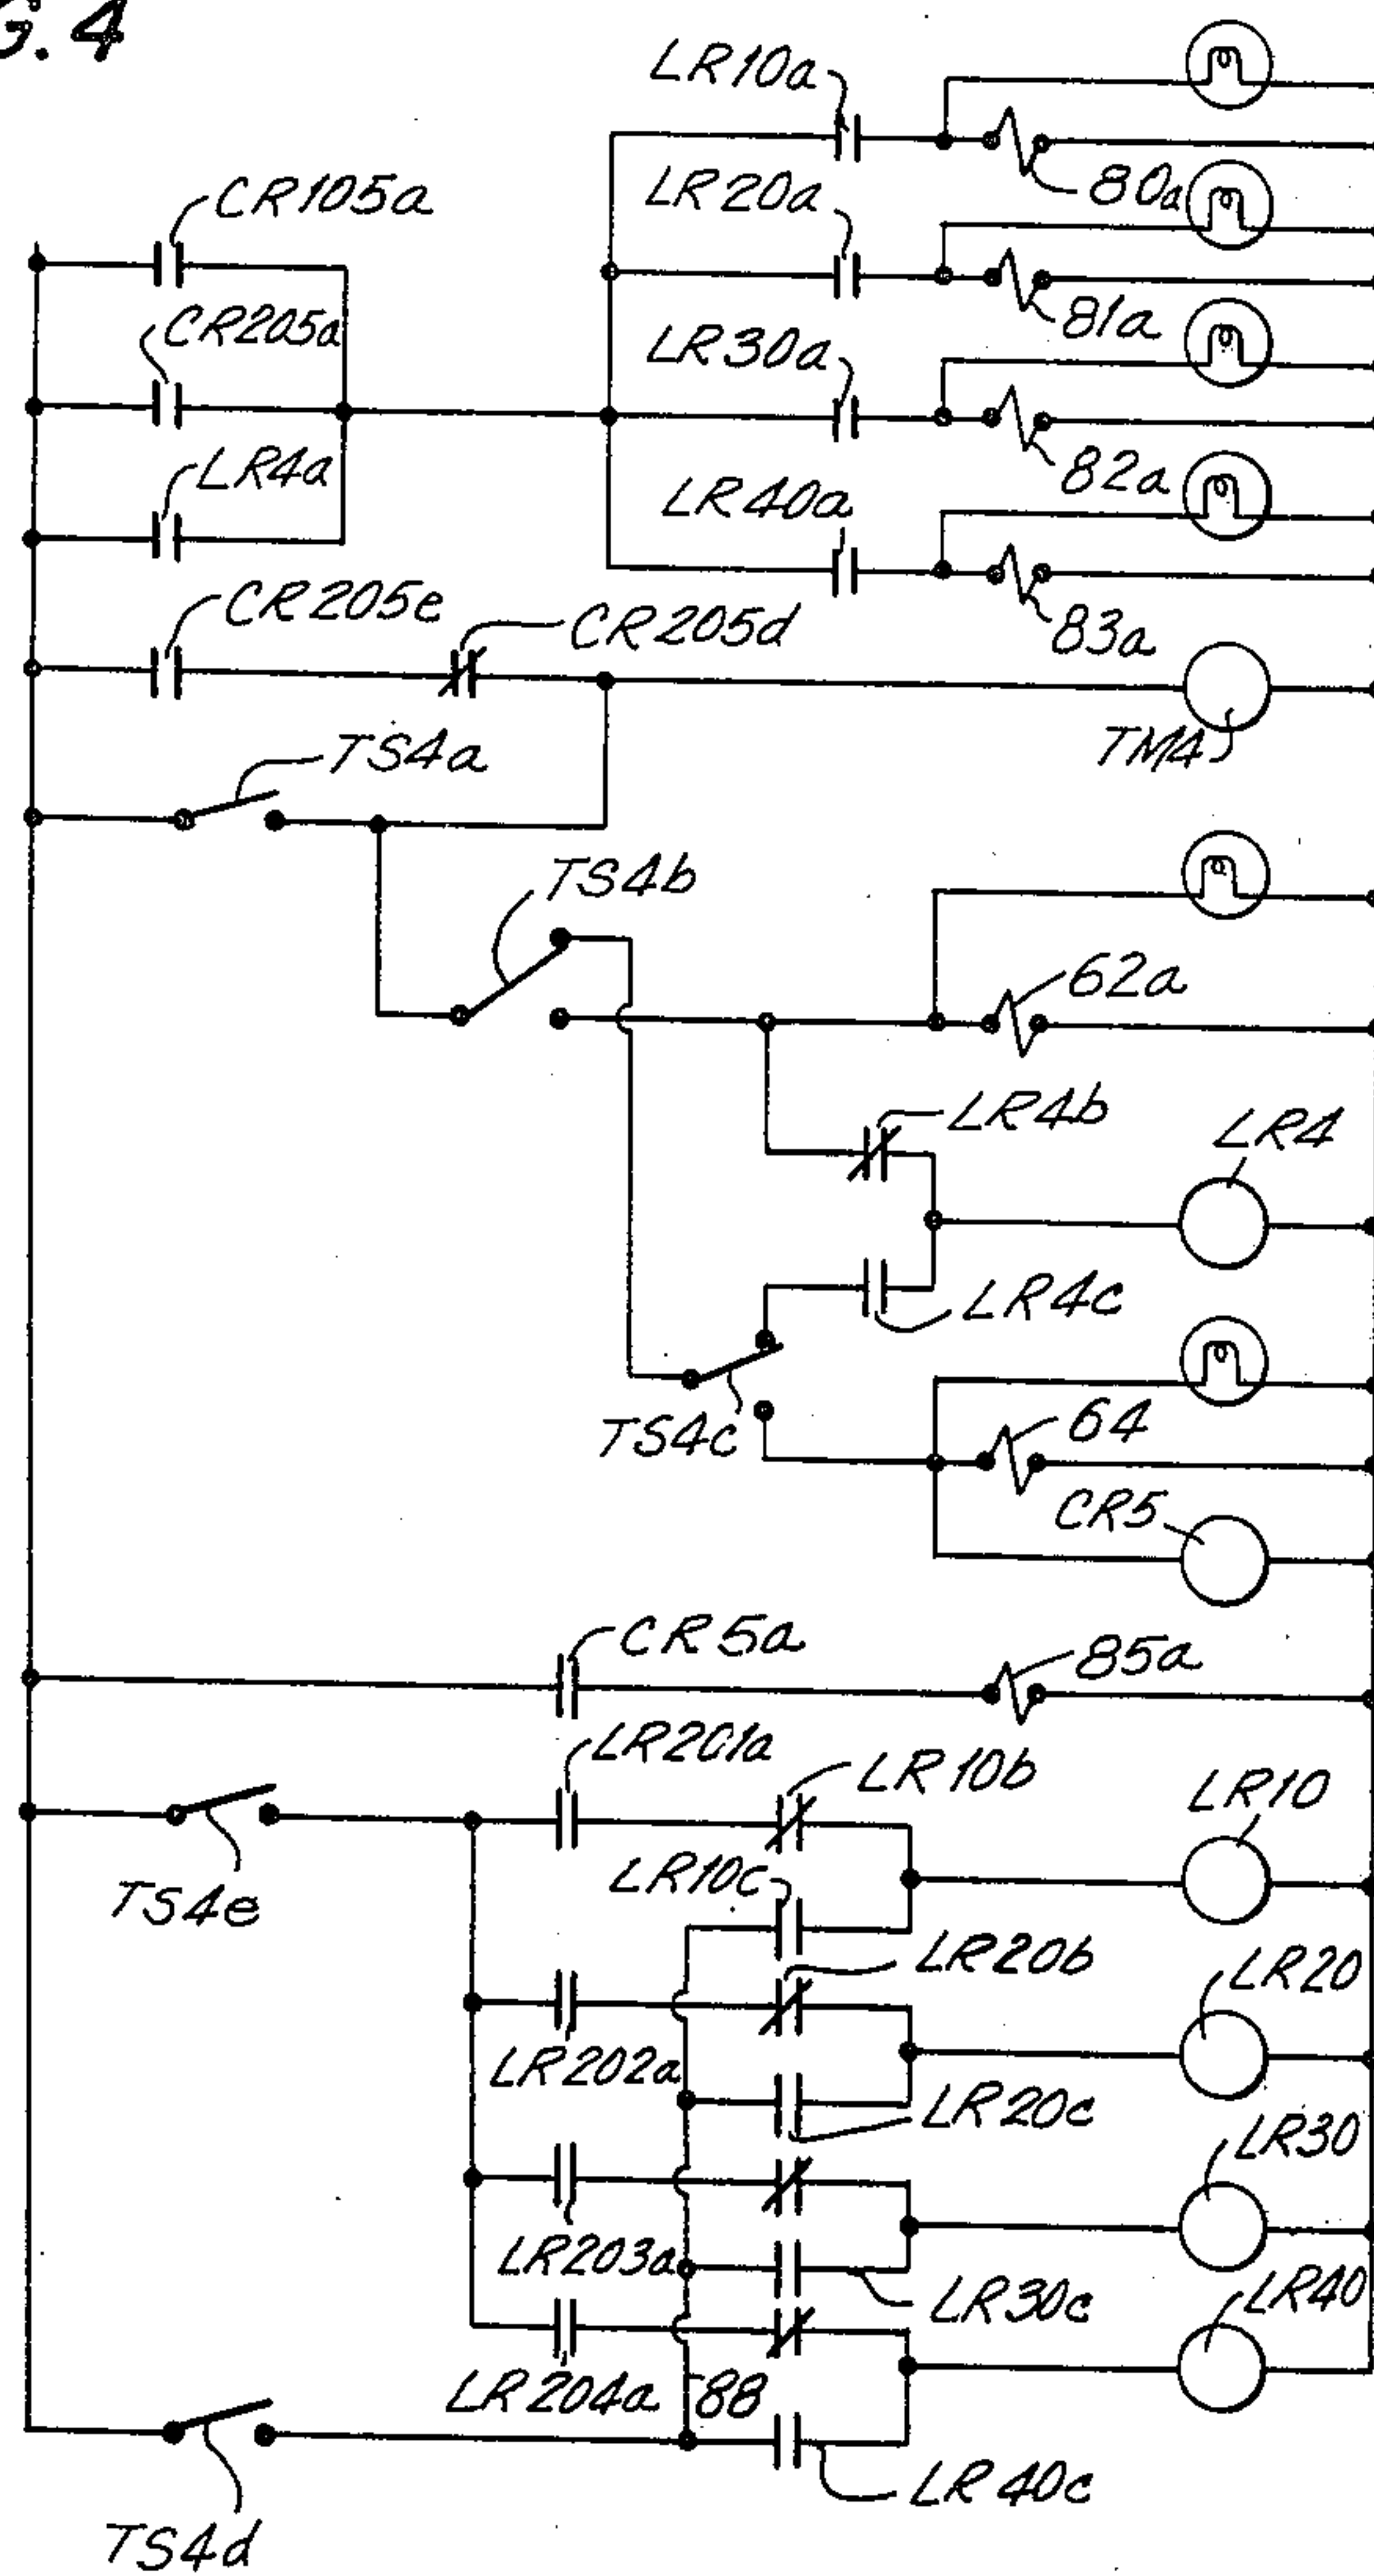 G. 4
LR10a
80a
CR105a
LR20a
81a
CR205a
LR30a
82a
LR4a
LR40a
83a
CR205e
CR205d
TM4
TS4a
TS4b
62a
LR4b
LR4
LR4c
TS4c
64
CR5
CR5a
85a
LR201a
LR10b
LR10
TS4e
LR10c
LR20b
LR20
LR202a
LR20c
LR30
LR203a
LR30c
LR40
LR204a
88
LR40c
TS4d